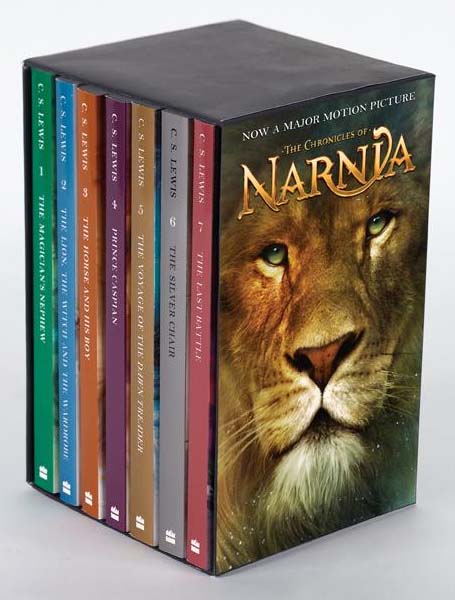 C. S. LEWIS 1 THE MAGICIAN'S NEPHEW
C. S. LEWIS 2 THE LION, THE WITCH AND THE WARDROBE
C. S. LEWIS 3 THE HORSE AND HIS BOY
C. S. LEWIS 4 PRINCE CASPIAN
C. S. LEWIS 5 THE VOYAGE OF THE DAWN TREADER
C. S. LEWIS 6 THE SILVER CHAIR
C. S. LEWIS 7 THE LAST BATTLE
NOW A MAJOR MOTION PICTURE
THE CHRONICLES OF
NARNIA